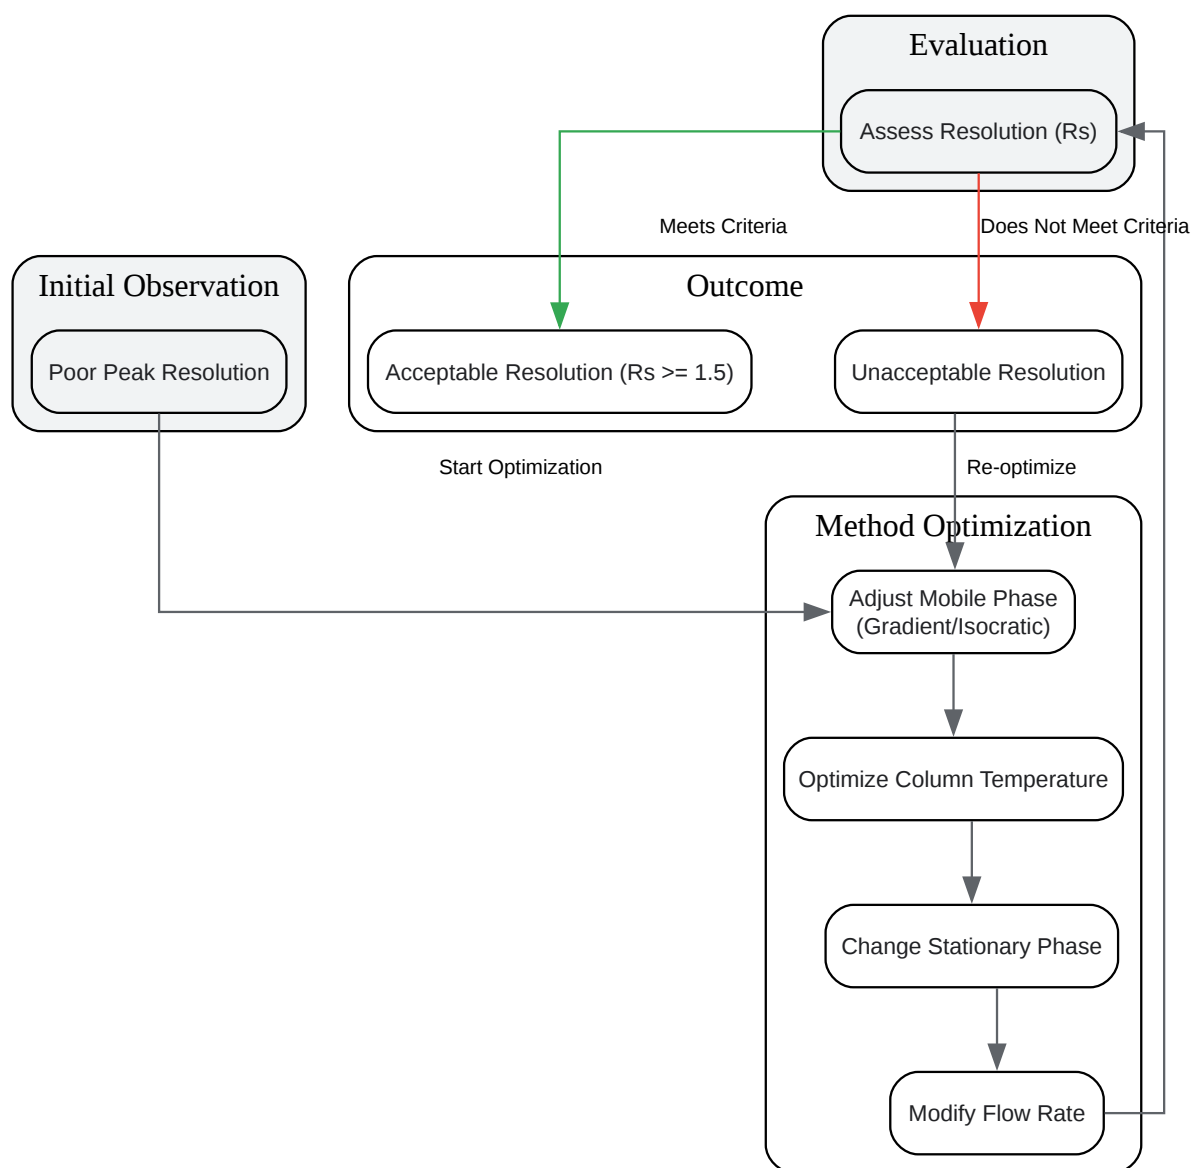 Evaluation
Assess Resolution (Rs)
Meets Criteria
Does Not Meet Criteria
Initial Observation
Poor Peak Resolution
Outcome
Acceptable Resolution (Rs >= 1.5)
Unacceptable Resolution
Start Optimization
Re-optimize
Method Optimization
Adjust Mobile Phase
(Gradient/Isocratic)
Optimize Column Temperature
Change Stationary Phase
Modify Flow Rate